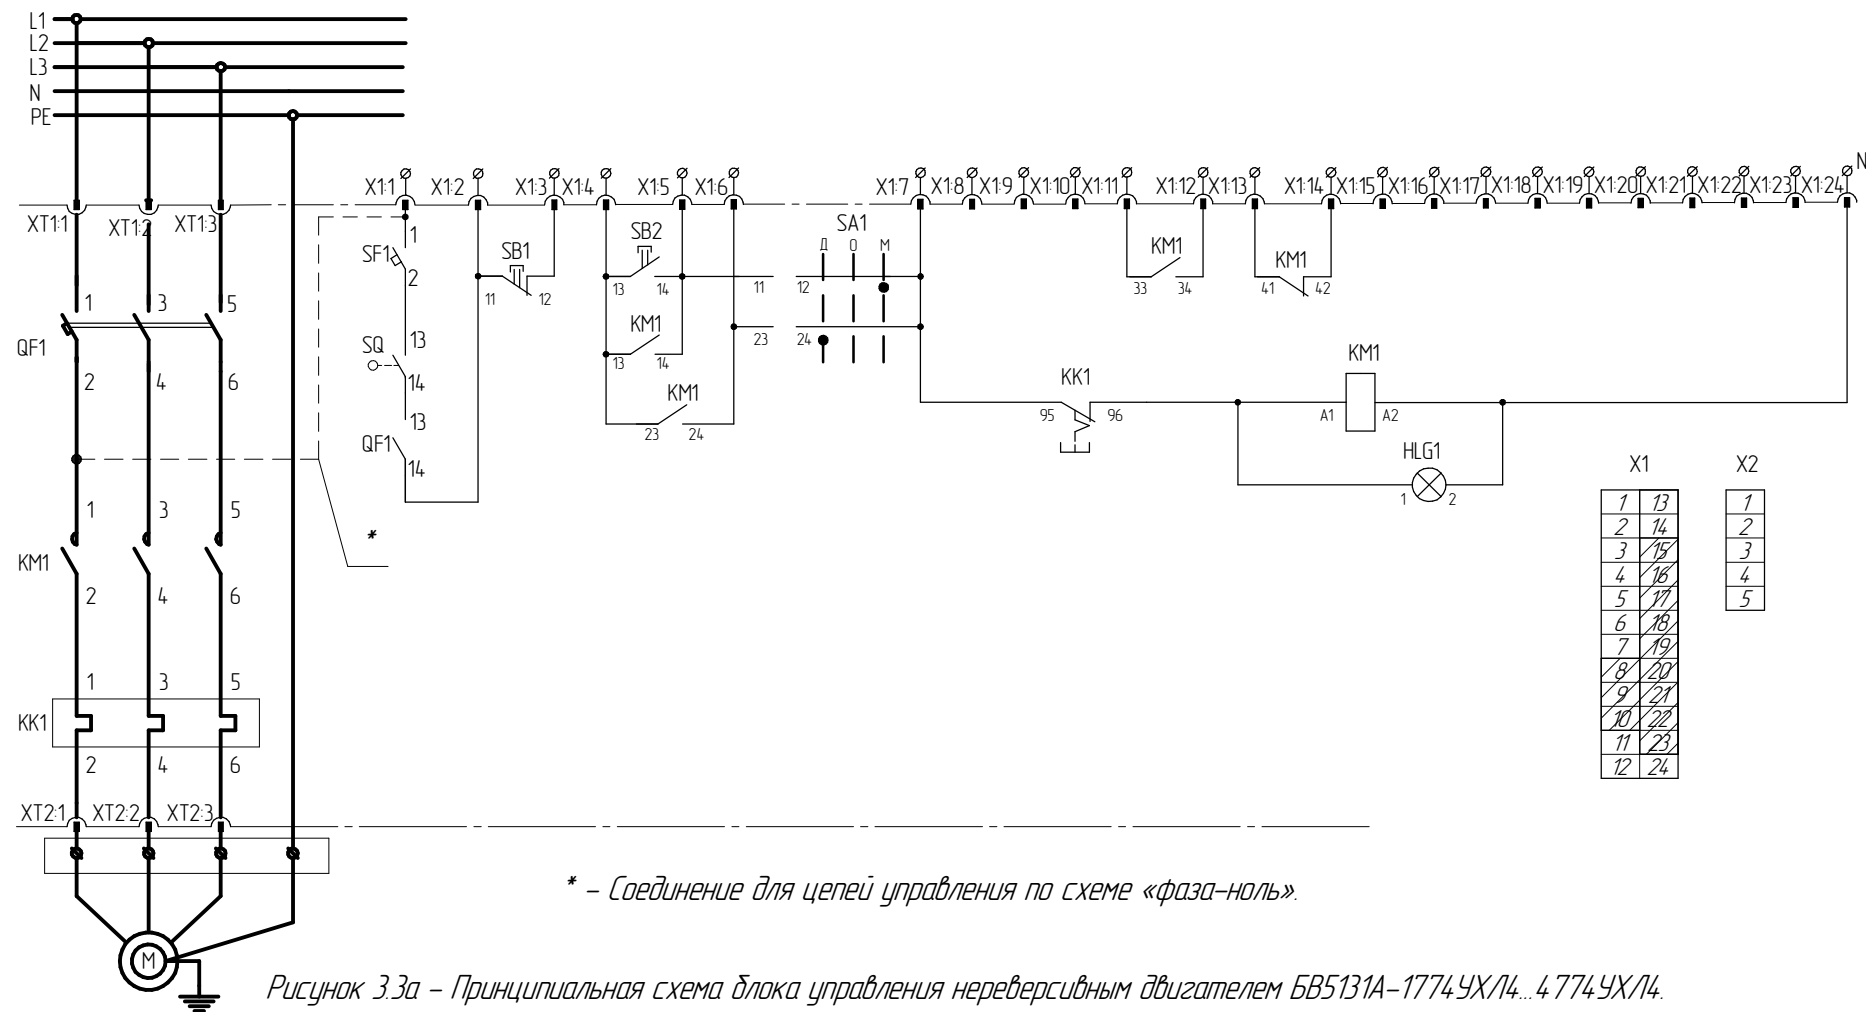 L1
L2
L3
N
PE
N
X1:1 X1:2 X1:3 X1:4 X1:5 X1:6 X1:7 X1:8 X1:9 X1:10 X1:11 X1:12 X1:13 X1:14 X1:15 X1:16 X1:17 X1:18 X1:19 X1:20 X1:21 X1:22 X1:23 X1:24
XT1:1 XT1:2 XT1:3
SA1
Д О М
1
SF1
2
SB1
11 12
SB2
13 14
11 12
KM1
33 34
KM1
41 42
1 3 5
QF1
2 4 6
13
SQ
14
KM1
13 14
23 24
KM1
23 24
13
QF1
14
KK1
95 96
KM1
A1 A2
HLG1
1 2
*
1 3 5
KM1
2 4 6
1 3 5
KK1
2 4 6
XT2:1 XT2:2 XT2:3
M
X1 X2
1 13 1
2 14 2
3 15 3
4 16 4
5 17 5
6 18
7 19
8 20
9 21
10 22
11 23
12 24
* – Соединение для цепей управления по схеме «фаза-ноль».
Рисунок 3.3а – Принципиальная схема блока управления нереверсивным двигателем БВ5131А-1774УХЛ4...4774УХЛ4.